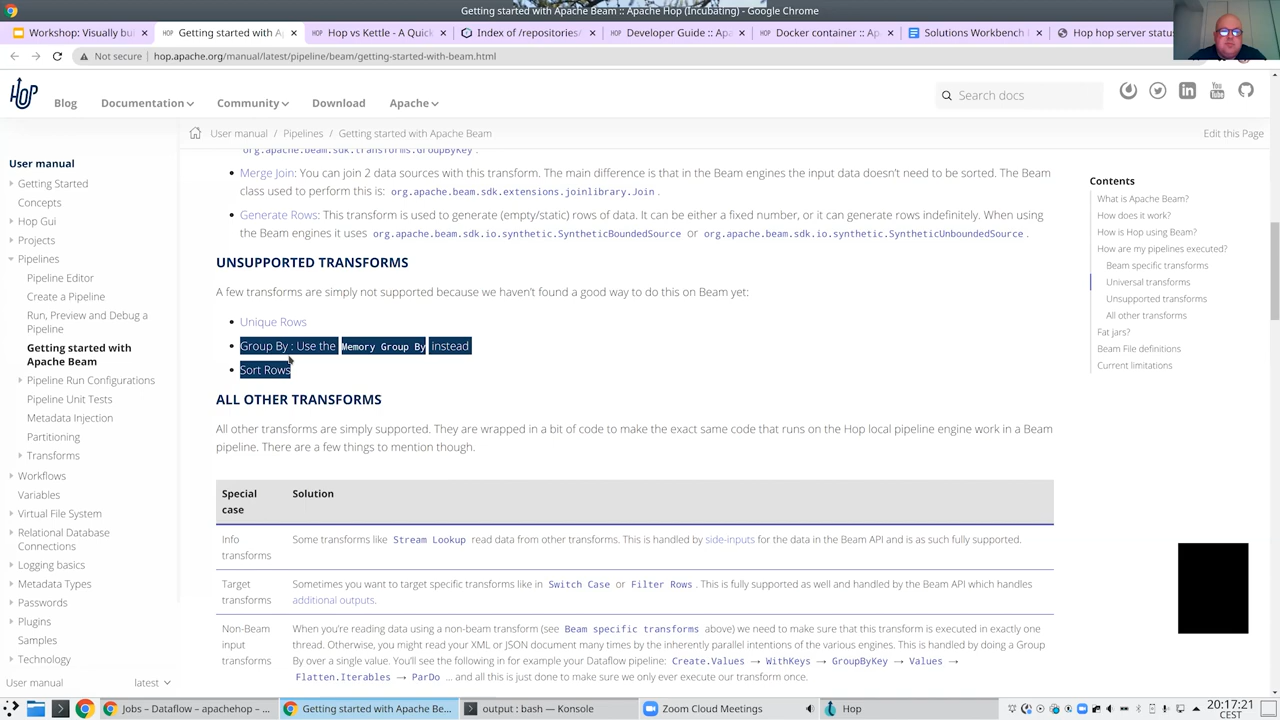 Getting started with Apache Beam :: Apache Hop (Incubating) - Google Chrome
Workshop: Visually bu
Getting started with A
Hop vs Kettle - A Quick
Index of /repositories/
Developer Guide :: Apa
Docker container :: Ap
Solutions Workbench
Hop hop server status
Not secure hop.apache.org/manual/latest/pipeline/beam/getting-started-with-beam.html
HOP
Blog
Documentation
Community
Download
Apache
Search docs
User manual / Pipelines / Getting started with Apache Beam
Edit this Page
User manual
Getting Started
Concepts
Hop Gui
Projects
Pipelines
Pipeline Editor
Create a Pipeline
Run, Preview and Debug a
Pipeline
Getting started with
Apache Beam
Pipeline Run Configurations
Pipeline Unit Tests
Metadata Injection
Partitioning
Transforms
Workflows
Variables
Virtual File System
Relational Database
Connections
Logging basics
Metadata Types
Passwords
Plugins
Samples
Technology
User manual latest
org.apache.beam.sdk.transforms.GroupByKey.
Merge Join: You can join 2 data sources with this transform. The main difference is that in the Beam engines the input data doesn't need to be sorted. The Beam
class used to perform this is: org.apache.beam.sdk.extensions.joinlibrary.Join.
Generate Rows: This transform is used to generate (empty/static) rows of data. It can be either a fixed number, or it can generate rows indefinitely. When using
the Beam engines it uses org.apache.beam.sdk.io.synthetic.SyntheticBoundedSource or org.apache.beam.sdk.io.synthetic.SyntheticUnboundedSource.
UNSUPPORTED TRANSFORMS
A few transforms are simply not supported because we haven't found a good way to do this on Beam yet:
Unique Rows
Group By : Use the Memory Group By instead
Sort Rows
ALL OTHER TRANSFORMS
All other transforms are simply supported. They are wrapped in a bit of code to make the exact same code that runs on the Hop local pipeline engine work in a Beam
pipeline. There are a few things to mention though.
Special
case
Solution
Info
transforms
Some transforms like Stream Lookup read data from other transforms. This is handled by side-inputs for the data in the Beam API and is as such fully supported.
Target
transforms
Sometimes you want to target specific transforms like in Switch Case or Filter Rows. This is fully supported as well and handled by the Beam API which handles
additional outputs.
Non-Beam
input
transforms
When you're reading data using a non-beam transform (see Beam specific transforms above) we need to make sure that this transform is executed in exactly one
thread. Otherwise, you might read your XML or JSON document many times by the inherently parallel intentions of the various engines. This is handled by doing a Group
By over a single value. You'll see the following in for example your Dataflow pipeline: Create.Values → WithKeys → GroupByKey → Values →
Flatten.Iterables → ParDo … and all this is just done to make sure we only ever execute our transform once.
Contents
What is Apache Beam?
How does it work?
How is Hop using Beam?
How are my pipelines executed?
Beam specific transforms
Universal transforms
Unsupported transforms
All other transforms
Fat jars?
Beam File definitions
Current limitations
Jobs – Dataflow – apachehop – ...
Getting started with Apache Be...
output : bash — Konsole
Zoom Cloud Meetings
Hop
20:17:21
CEST